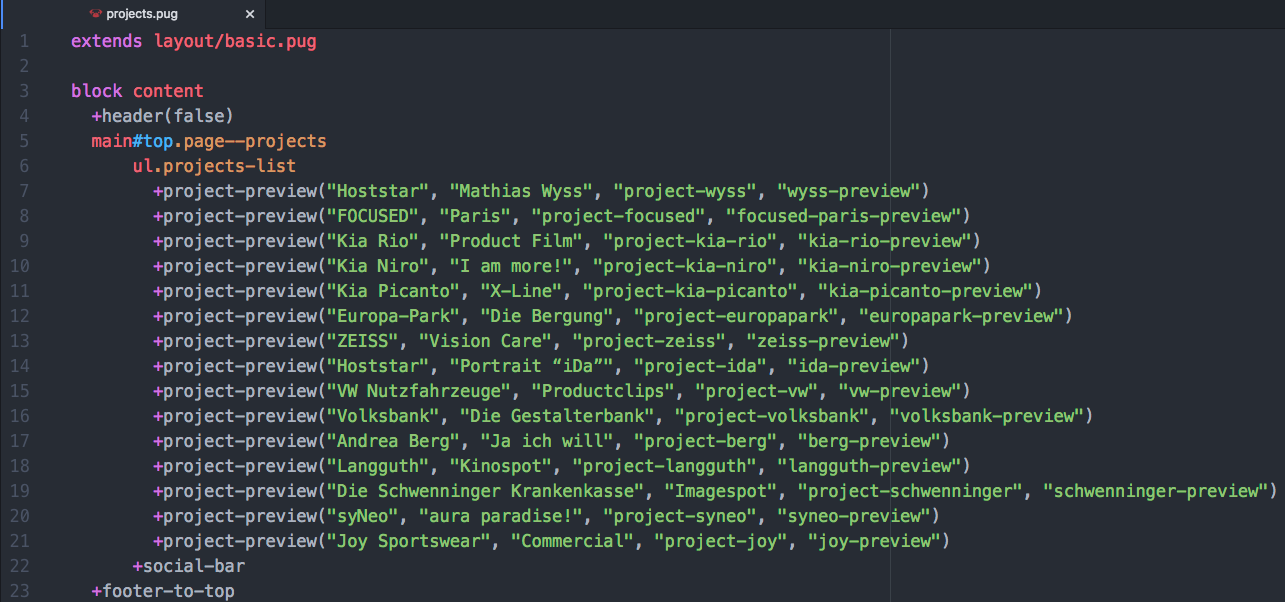 projects.pug ×
1 extends layout/basic.pug
2
3 block content
4 +header(false)
5 main#top.page--projects
6 ul.projects-list
7 +project-preview("Hoststar", "Mathias Wyss", "project-wyss", "wyss-preview")
8 +project-preview("FOCUSED", "Paris", "project-focused", "focused-paris-preview")
9 +project-preview("Kia Rio", "Product Film", "project-kia-rio", "kia-rio-preview")
10 +project-preview("Kia Niro", "I am more!", "project-kia-niro", "kia-niro-preview")
11 +project-preview("Kia Picanto", "X-Line", "project-kia-picanto", "kia-picanto-preview")
12 +project-preview("Europa-Park", "Die Bergung", "project-europapark", "europapark-preview")
13 +project-preview("ZEISS", "Vision Care", "project-zeiss", "zeiss-preview")
14 +project-preview("Hoststar", "Portrait “iDa”", "project-ida", "ida-preview")
15 +project-preview("VW Nutzfahrzeuge", "Productclips", "project-vw", "vw-preview")
16 +project-preview("Volksbank", "Die Gestalterbank", "project-volksbank", "volksbank-preview")
17 +project-preview("Andrea Berg", "Ja ich will", "project-berg", "berg-preview")
18 +project-preview("Langguth", "Kinospot", "project-langguth", "langguth-preview")
19 +project-preview("Die Schwenninger Krankenkasse", "Imagespot", "project-schwenninger", "schwenninger-preview")
20 +project-preview("syNeo", "aura paradise!", "project-syneo", "syneo-preview")
21 +project-preview("Joy Sportswear", "Commercial", "project-joy", "joy-preview")
22 +social-bar
23 +footer-to-top